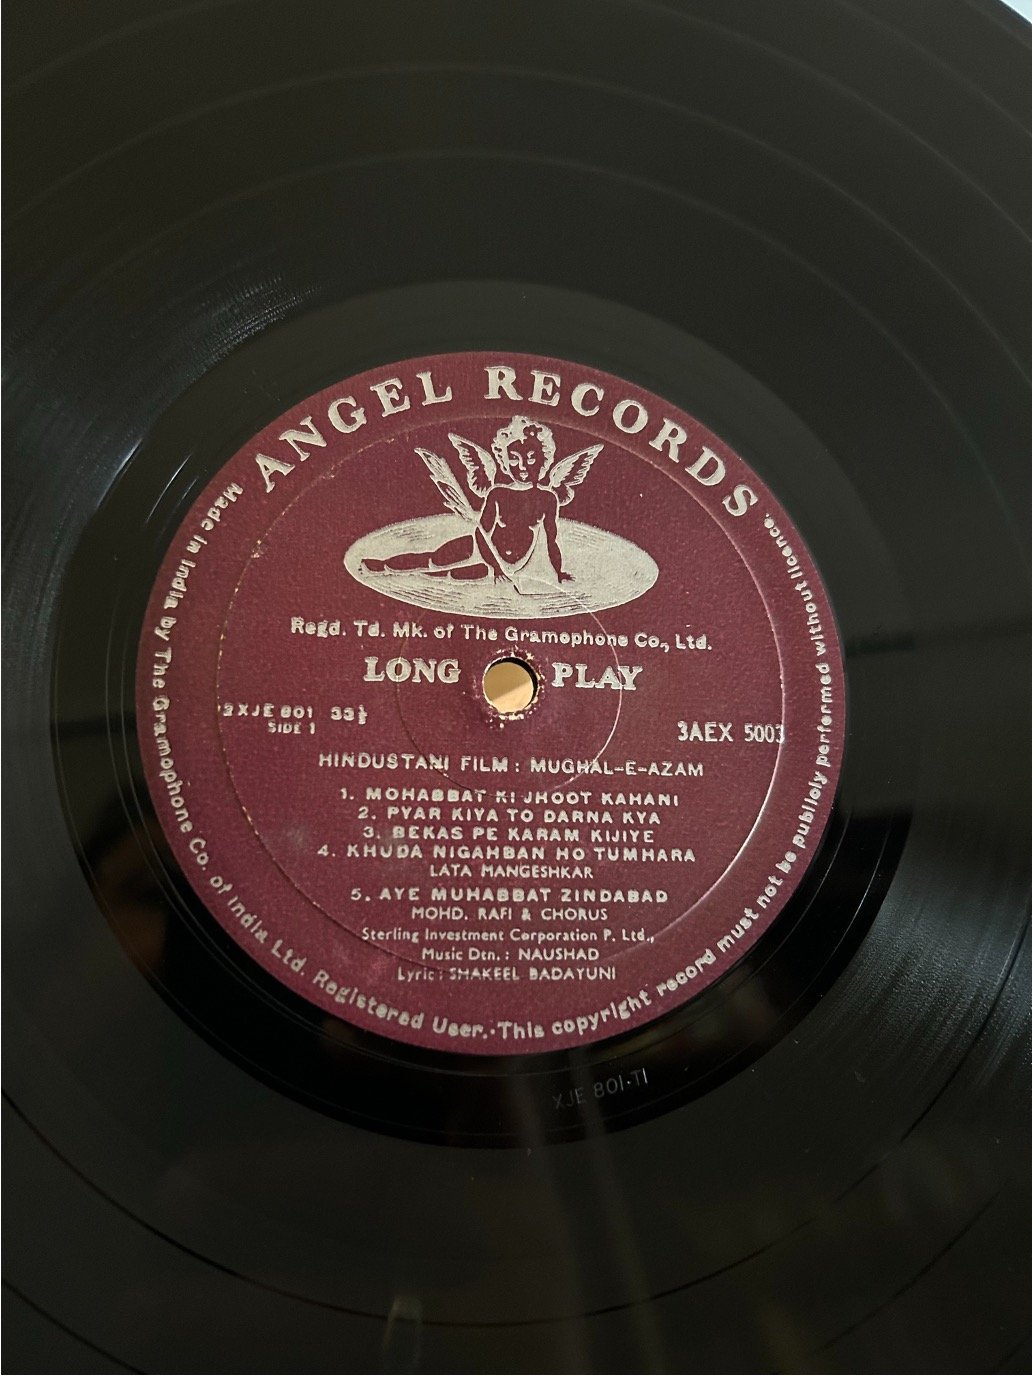 ANGEL RECORDS
Regd. Td. Mk. of The Gramophone Co., Ltd.
LONG PLAY
2XJE 801 33⅓
SIDE 1
3AEX 5003
HINDUSTANI FILM : MUGHAL-E-AZAM
1. MOHABBAT KI JHOOT KAHANI
2. PYAR KIYA TO DARNA KYA
3. BEKAS PE KARAM KIJIYE
4. KHUDA NIGAHBAN HO TUMHARA
LATA MANGESHKAR
5. AYE MUHABBAT ZINDABAD
MOHD. RAFI & CHORUS
Sterling Investment Corporation P. Ltd.,
Music Dtn. : NAUSHAD
Lyric : SHAKEEL BADAYUNI
Made in India by The Gramophone Co. of India Ltd. Registered User.·This copyright record must not be publicly performed without licence.
XJE 801·T1